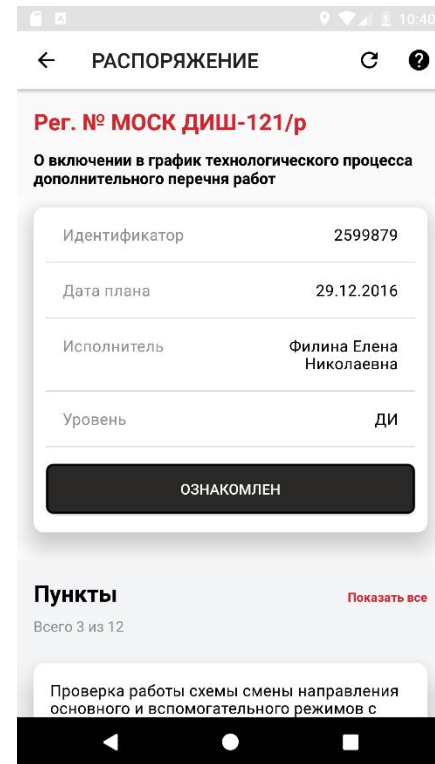 10:40
РАСПОРЯЖЕНИЕ
Рег. № МОСК ДИШ-121/р
О включении в график технологического процесса
дополнительного перечня работ
Идентификатор 2599879
Дата плана 29.12.2016
Исполнитель Филина Елена
Николаевна
Уровень ДИ
ОЗНАКОМЛЕН
Пункты Показать все
Всего 3 из 12
Проверка работы схемы смены направления
основного и вспомогательного режимов с